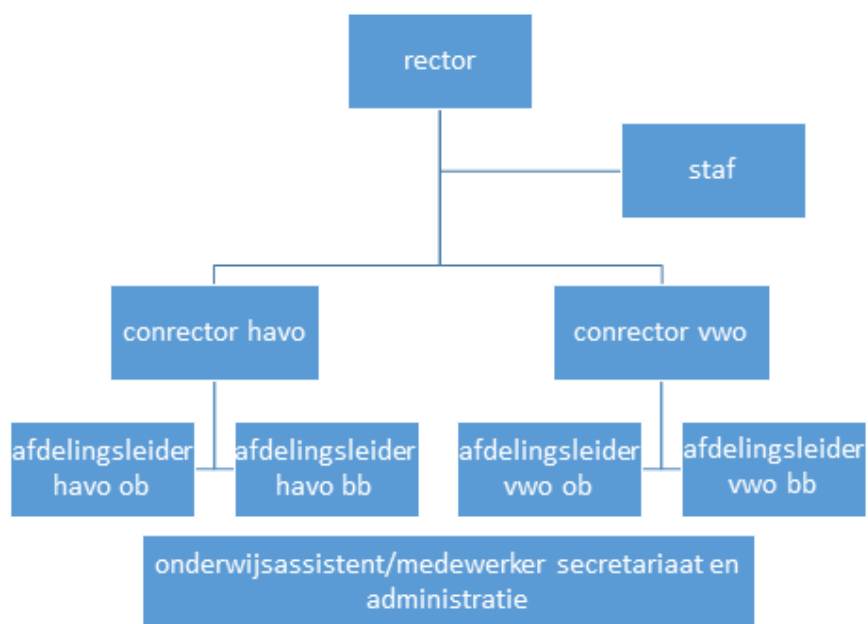 rector
staf
conrector havo
conrector vwo
afdelingsleider
havo ob
afdelingsleider
havo bb
afdelingsleider
vwo ob
afdelingsleider
vwo bb
onderwijsassistent/medewerker secretariaat en
administratie